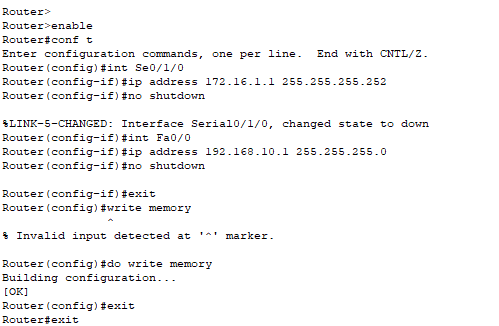 Router>
Router>enable
Router#conf t
Enter configuration commands, one per line.  End with CNTL/Z.
Router(config)#int Se0/1/0
Router(config-if)#ip address 172.16.1.1 255.255.255.252
Router(config-if)#no shutdown

%LINK-5-CHANGED: Interface Serial0/1/0, changed state to down
Router(config-if)#int Fa0/0
Router(config-if)#ip address 192.168.10.1 255.255.255.0
Router(config-if)#no shutdown

Router(config-if)#exit
Router(config)#write memory
               ^
% Invalid input detected at '^' marker.

Router(config)#do write memory
Building configuration...
[OK]
Router(config)#exit
Router#exit